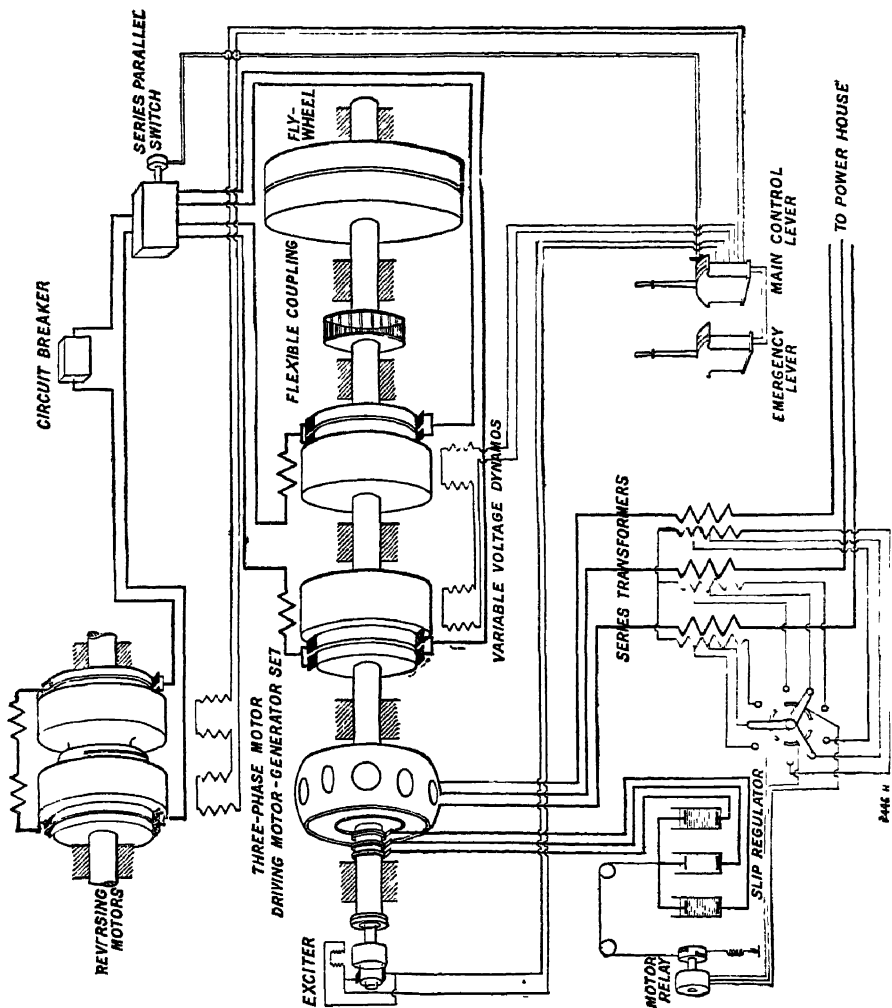 SERIES PARALLEL
SWITCH
CIRCUIT BREAKER
FLY-
WHEEL
FLEXIBLE COUPLING
REVERSING
MOTORS
THREE-PHASE MOTOR
DRIVING MOTOR-GENERATOR SET
VARIABLE VOLTAGE DYNAMOS
EXCITER
MAIN CONTROL
LEVER
EMERGENCY
LEVER
TO POWER HOUSE
SERIES TRANSFORMERS
SLIP REGULATOR
MOTOR
RELAY